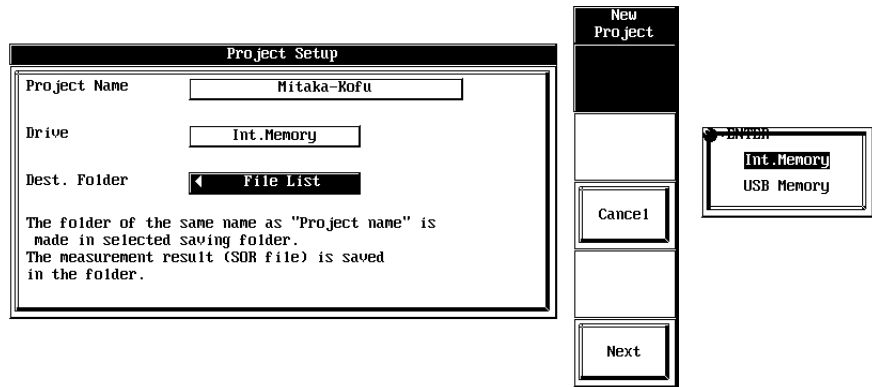 Project Setup
Project Name
Mitaka-Kofu
Drive
Int.Memory
Dest. Folder
File List
The folder of the same name as "Project name" is
made in selected saving folder.
The measurement result (SOR file) is saved
in the folder.
New
Project
Cancel
Next
:ENTER
Int.Memory
USB Memory